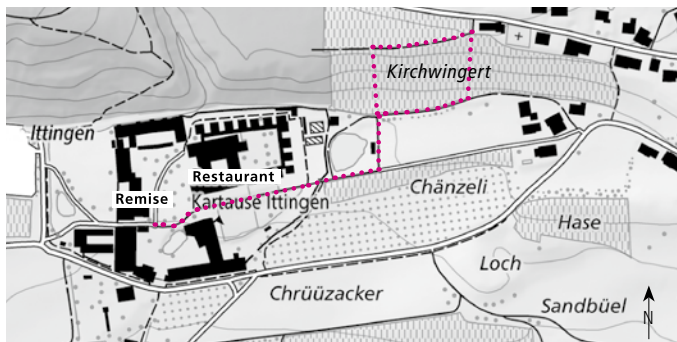 Kirchwingert
Ittingen
Restaurant
Chänzeli
Remise
Kartause Ittingen
Hase
Loch
Chrüüzacker
Sandbüel
N